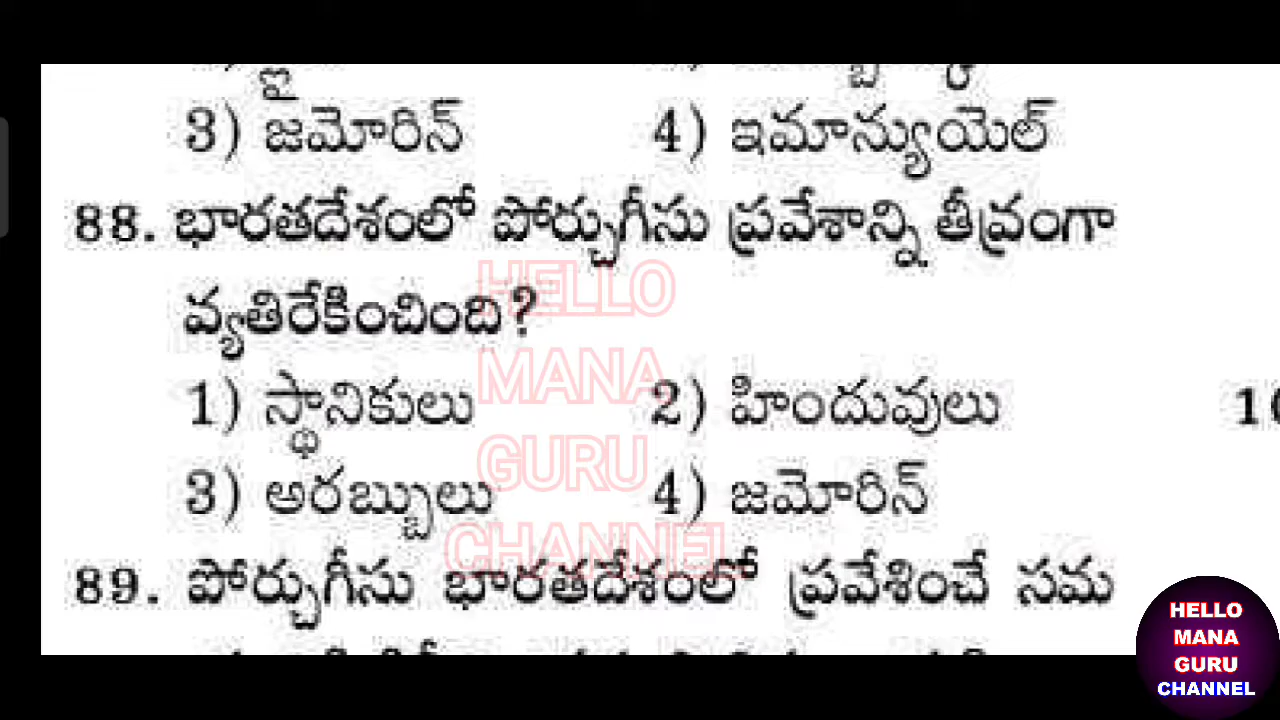 3) జమోరిన్ 4) ఇమాన్యుయెల్
88. భారతదేశంలో పోర్చుగీసు ప్రవేశాన్ని తీవ్రంగా
వ్యతిరేకించింది?
1) స్థానికులు 2) హిందువులు
3) అరబ్బులు 4) జమోరిన్
89. పోర్చుగీసు భారతదేశంలో ప్రవేశించే సమ
HELLO
MANA
GURU
CHANNEL
HELLO
MANA
GURU
CHANNEL